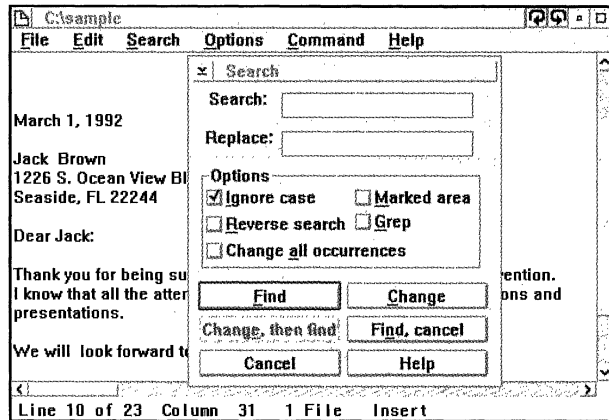 C:\sample
File Edit Search Options Command Help
Search
Search:
Replace:
Options
Ignore case Marked area
Reverse search Grep
Change all occurrences
Find Change
Change, then find Find, cancel
Cancel Help
March 1, 1992
Jack Brown
1226 S. Ocean View Bl
Seaside, FL 22244
Dear Jack:
Thank you for being su vention.
I know that all the atter ons and
presentations.
We will look forward to
Line 10 of 23 Column 31 1 File Insert